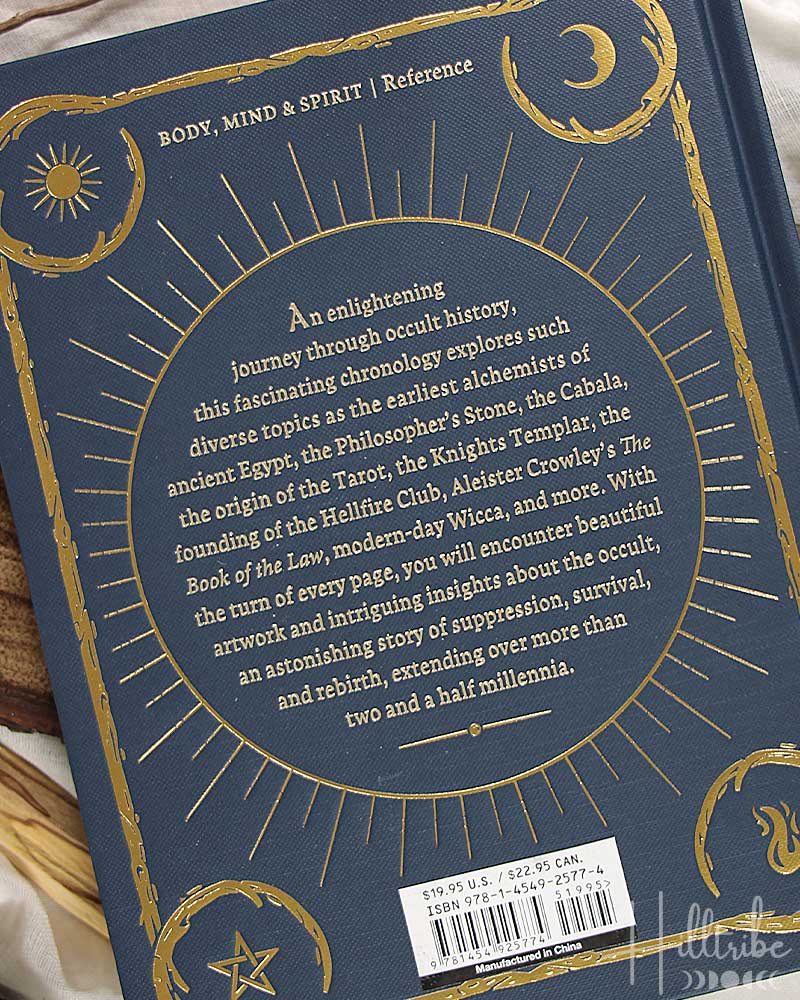 BODY, MIND & SPIRIT | Reference
An enlightening
journey through occult history,
this fascinating chronology explores such
diverse topics as the earliest alchemists of
ancient Egypt, the Philosopher's Stone, the Cabala,
the origin of the Tarot, the Knights Templar, the
founding of the Hellfire Club, Aleister Crowley's The
Book of the Law, modern-day Wicca, and more. With
the turn of every page, you will encounter beautiful
artwork and intriguing insights about the occult,
an astonishing story of suppression, survival,
and rebirth, extending over more than
two and a half millennia.
$19.95 U.S. / $22.95 CAN.
ISBN 978-1-4549-2577-4
51995>
9 781454 925774
Manufactured in China
Hilltribe